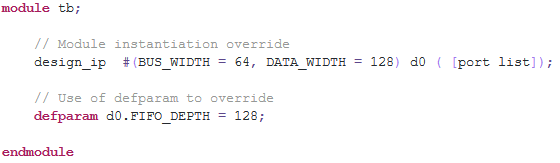 module tb;
// Module instantiation override
design_ip #(BUS_WIDTH = 64, DATA_WIDTH = 128) d0 ( [port list]);
// Use of defparam to override
defparam d0.FIFO_DEPTH = 128;
endmodule